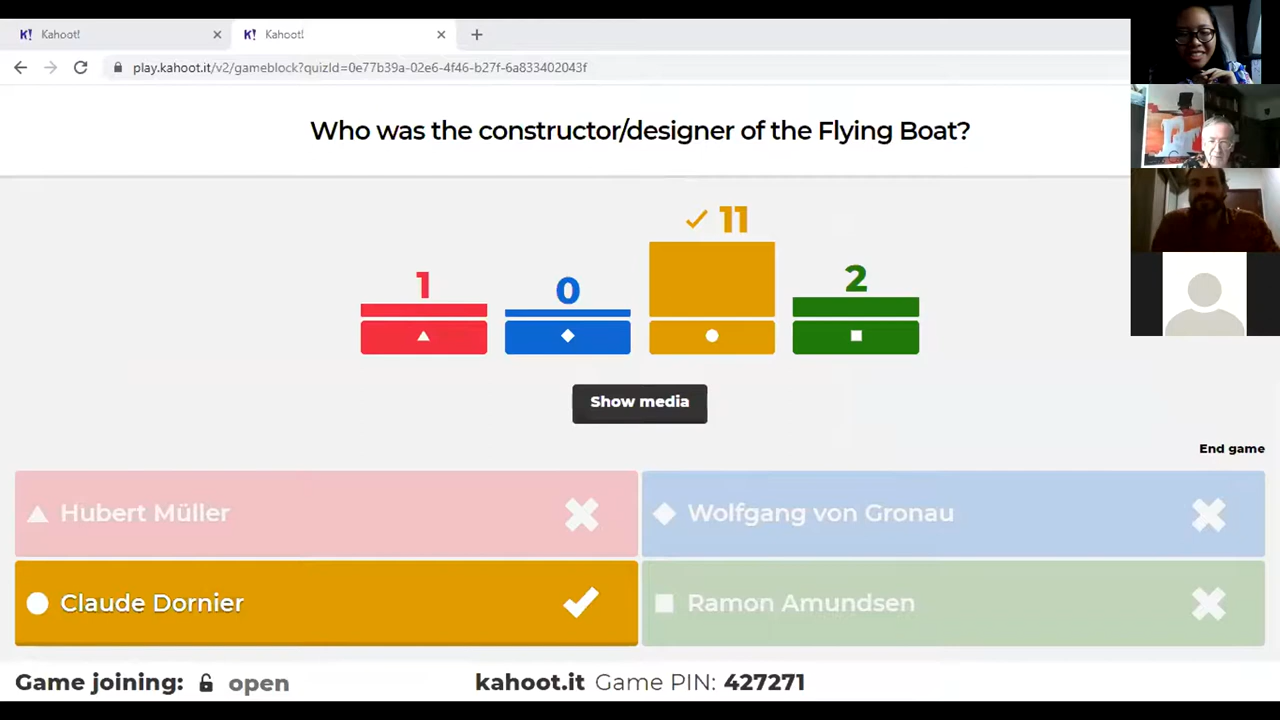 K! Kahoot!
K! Kahoot!
play.kahoot.it/v2/gameblock?quizId=0e77b39a-02e6-4f46-b27f-6a833402043f
Who was the constructor/designer of the Flying Boat?
1
0
11
2
Show media
End game
Hubert Müller
Wolfgang von Gronau
Claude Dornier
Ramon Amundsen
Game joining: open
kahoot.it Game PIN: 427271